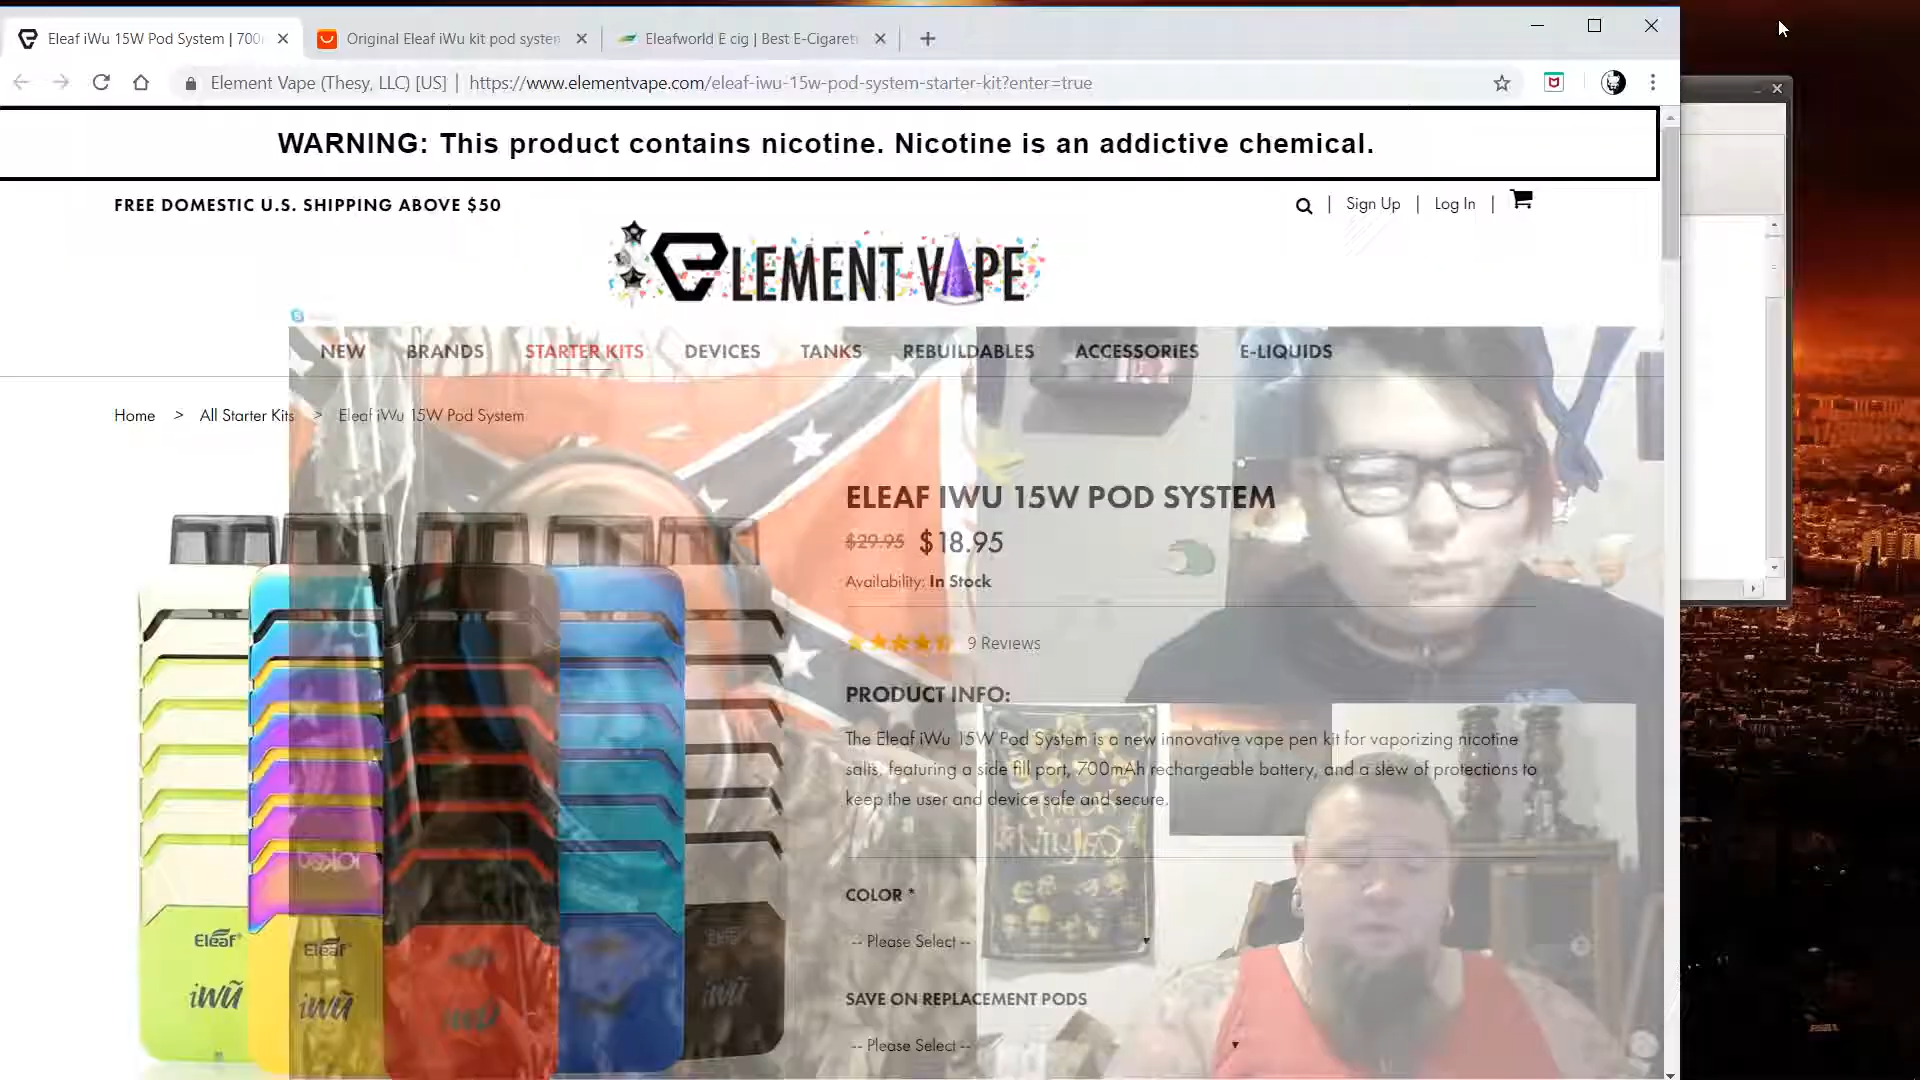 Eleaf iWu 15W Pod System | 700
Original Eleaf iWu kit pod system
Eleafworld E cig | Best E-Cigarett
Element Vape (Thesy, LLC) [US] | https://www.elementvape.com/eleaf-iwu-15w-pod-system-starter-kit?enter=true
WARNING: This product contains nicotine. Nicotine is an addictive chemical.
FREE DOMESTIC U.S. SHIPPING ABOVE $50
Sign Up | Log In |
ELEMENT VAPE
NEW BRANDS STARTER KITS DEVICES TANKS REBUILDABLES ACCESSORIES E-LIQUIDS
Home > All Starter Kits > Eleaf iWu 15W Pod System
ELEAF IWU 15W POD SYSTEM
$29.95 $18.95
Availability: In Stock
9 Reviews
PRODUCT INFO:
The Eleaf iWu 15W Pod System is a new innovative vape pen kit for vaporizing nicotine
salts, featuring a side fill port, 700mAh rechargeable battery, and a slew of protections to
keep the user and device safe and secure.
COLOR *
-- Please Select --
SAVE ON REPLACEMENT PODS
-- Please Select --
Eleaf
iwũ
Eleaf
iwũ
iwũ
Eleaf
iwũ